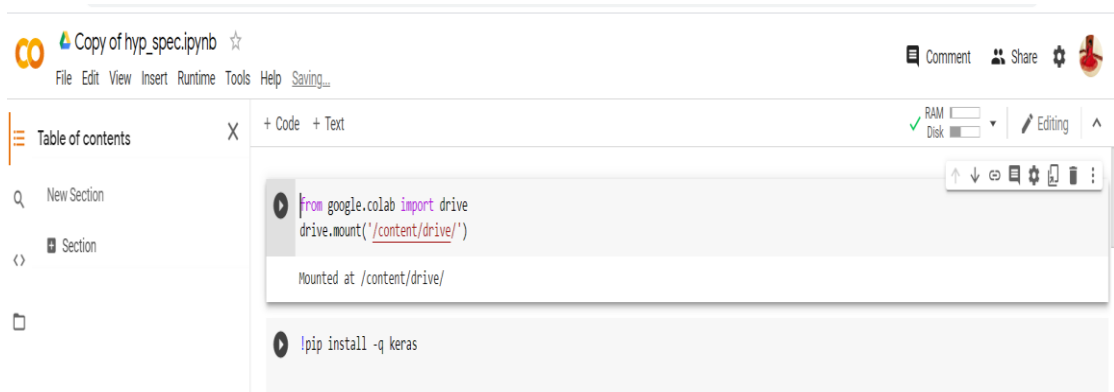 Copy of hyp_spec.ipynb
File Edit View Insert Runtime Tools Help Saving...
Comment Share
Table of contents X
+ Code + Text
RAM
Disk
Editing
New Section
Section
from google.colab import drive
drive.mount('/content/drive/')
Mounted at /content/drive/
!pip install -q keras